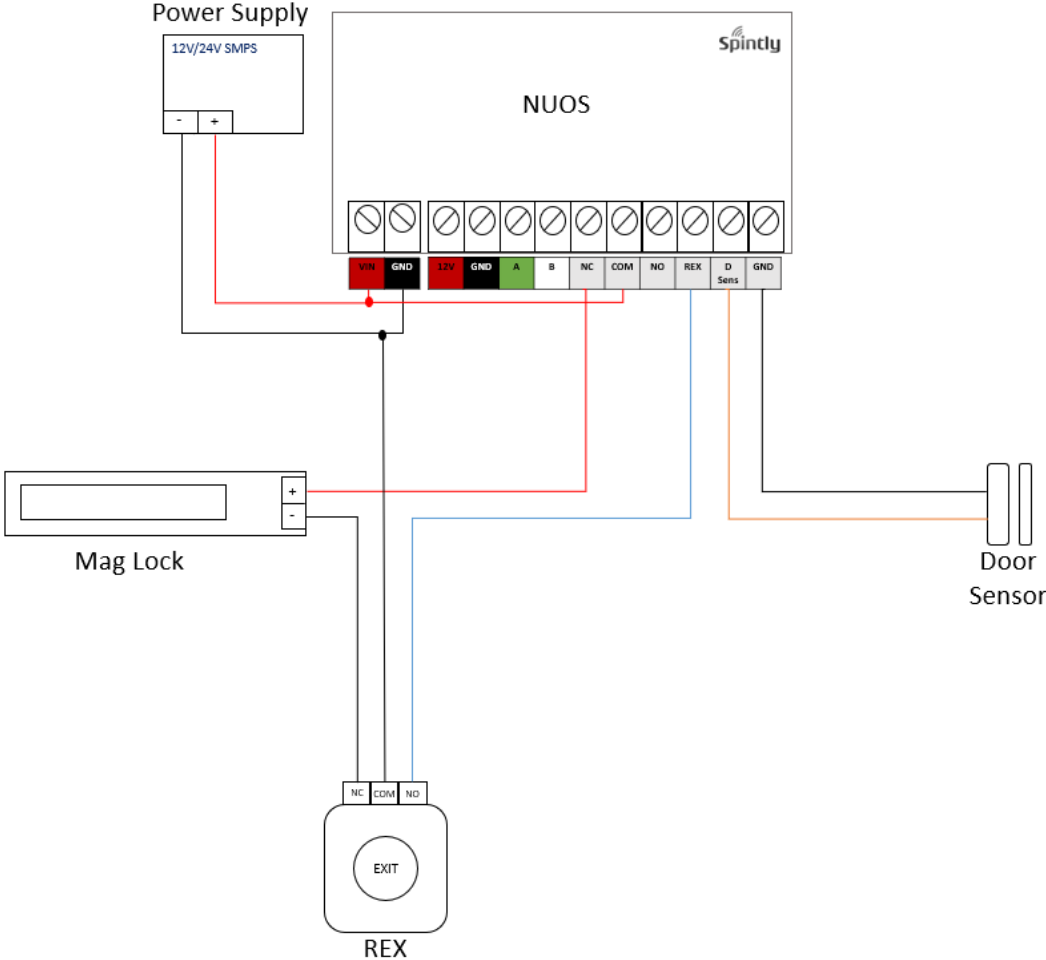 Power Supply
12V/24V SMPS
- +
Spintly
NUOS
VIN GND 12V GND A B NC COM NO REX D Sens GND
+
-
Mag Lock
Door
Sensor
NC COM NO
EXIT
REX